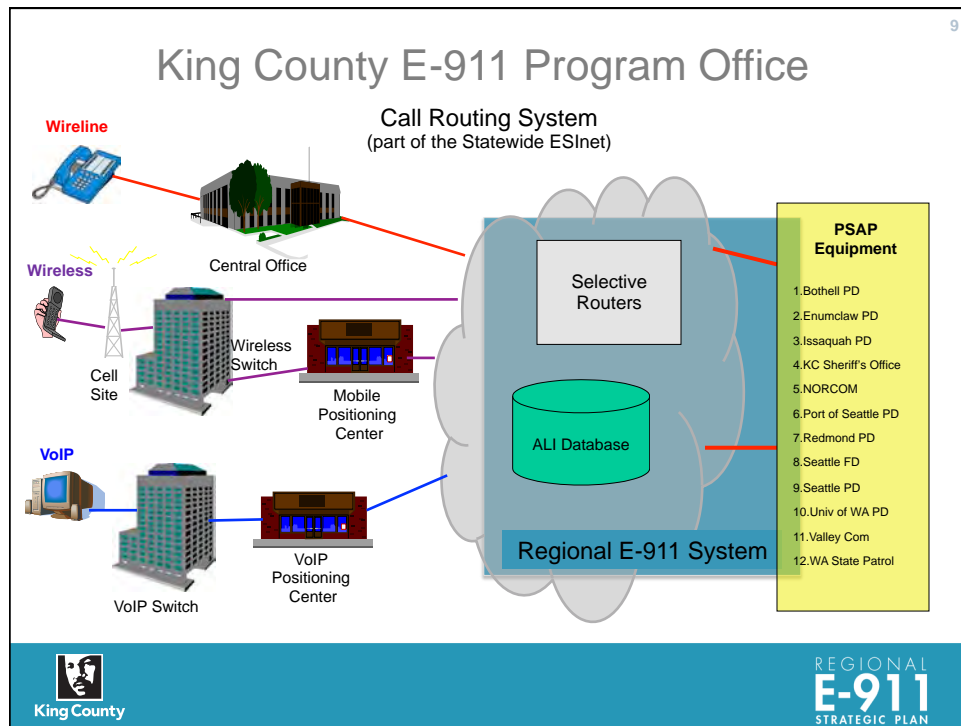 9
King County E-911 Program Office
Call Routing System
(part of the Statewide ESInet)
Wireline
Central Office
Wireless
Cell
Site
Wireless
Switch
Mobile
Positioning
Center
VoIP
VoIP Switch
VoIP
Positioning
Center
Selective
Routers
ALI Database
Regional E-911 System
PSAP
Equipment
1.Bothell PD
2.Enumclaw PD
3.Issaquah PD
4.KC Sheriff's Office
5.NORCOM
6.Port of Seattle PD
7.Redmond PD
8.Seattle FD
9.Seattle PD
10.Univ of WA PD
11.Valley Com
12.WA State Patrol
King County
REGIONAL
E-911
STRATEGIC PLAN